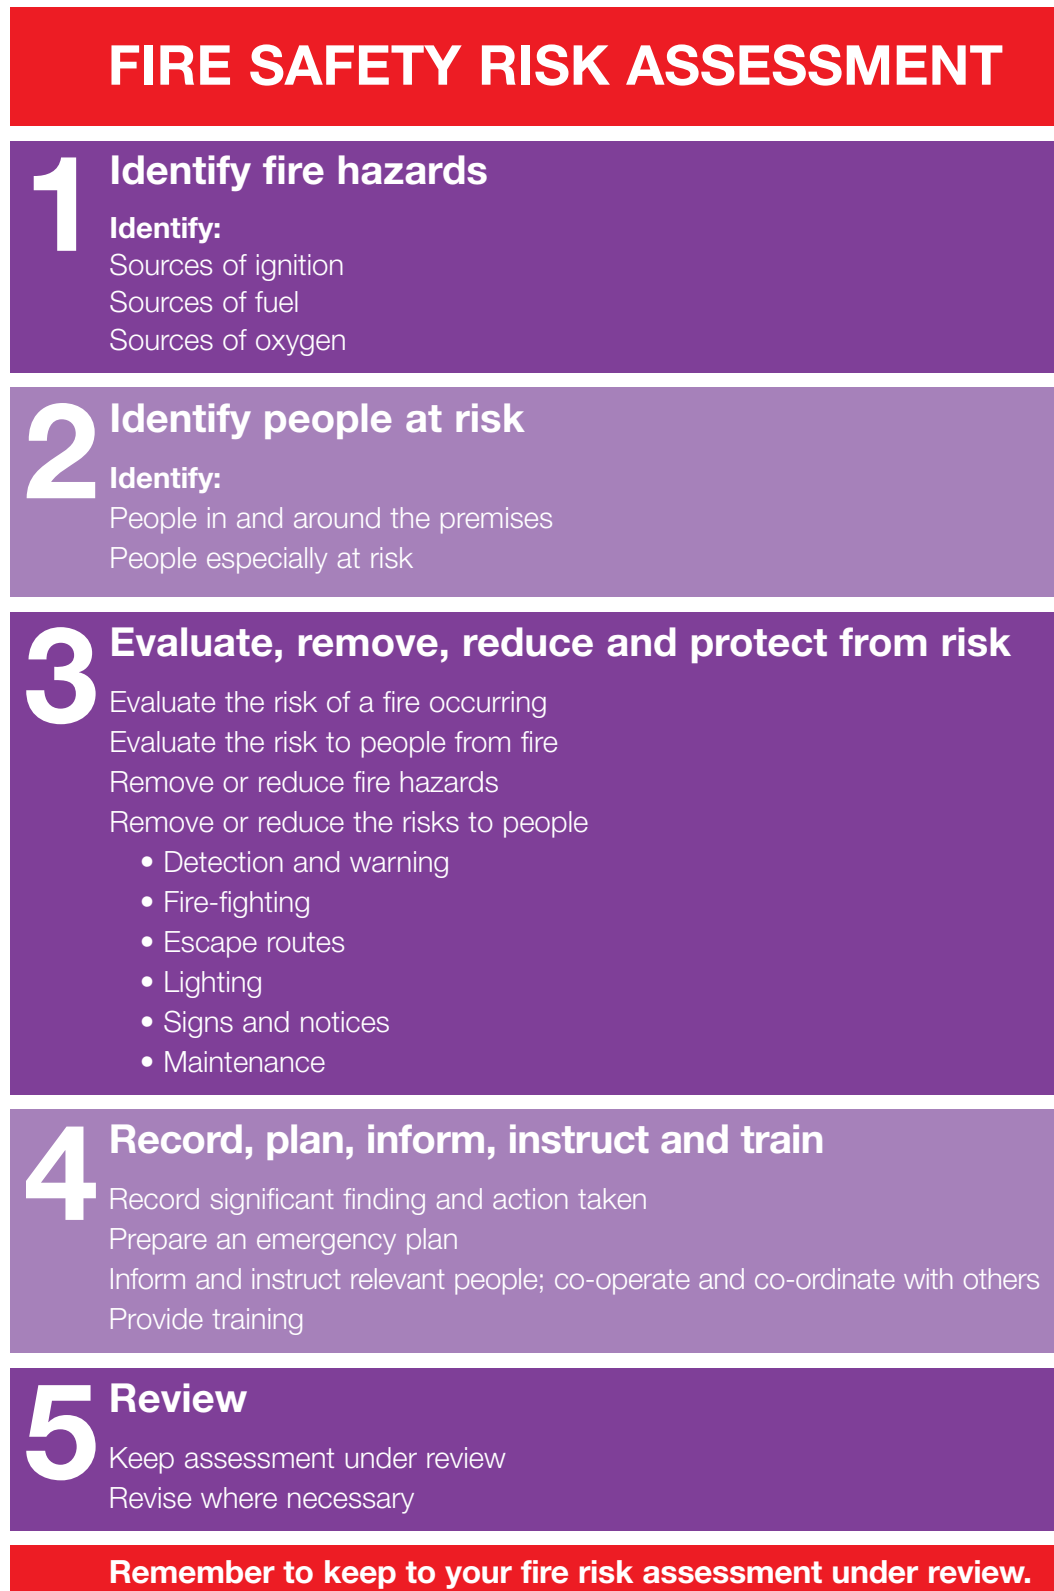 FIRE SAFETY RISK ASSESSMENT
1
Identify fire hazards
Identify:
Sources of ignition
Sources of fuel
Sources of oxygen
2
Identify people at risk
Identify:
People in and around the premises
People especially at risk
3
Evaluate, remove, reduce and protect from risk
Evaluate the risk of a fire occurring
Evaluate the risk to people from fire
Remove or reduce fire hazards
Remove or reduce the risks to people
• Detection and warning
• Fire-fighting
• Escape routes
• Lighting
• Signs and notices
• Maintenance
4
Record, plan, inform, instruct and train
Record significant finding and action taken
Prepare an emergency plan
Inform and instruct relevant people; co-operate and co-ordinate with others
Provide training
5
Review
Keep assessment under review
Revise where necessary
Remember to keep to your fire risk assessment under review.